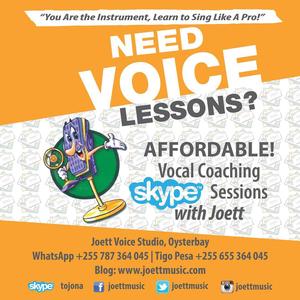 “You Are the Instrument, Learn to Sing Like A Pro!”
NEED
VOICE
LESSONS?
AFFORDABLE!
Vocal Coaching
skype™ Sessions
with Joett
Joett Voice Studio, Oysterbay
WhatsApp +255 787 364 045 | Tigo Pesa +255 655 364 045
Blog: www.joettmusic.com
skype tojona joettmusic joettmusic joettmusic